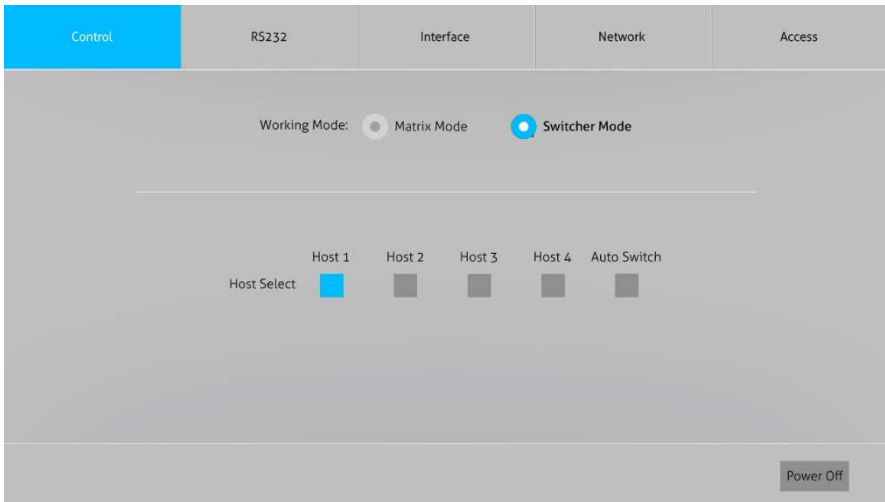 Control RS232 Interface Network Access
Working Mode: Matrix Mode Switcher Mode
Host 1 Host 2 Host 3 Host 4 Auto Switch
Host Select
Power Off